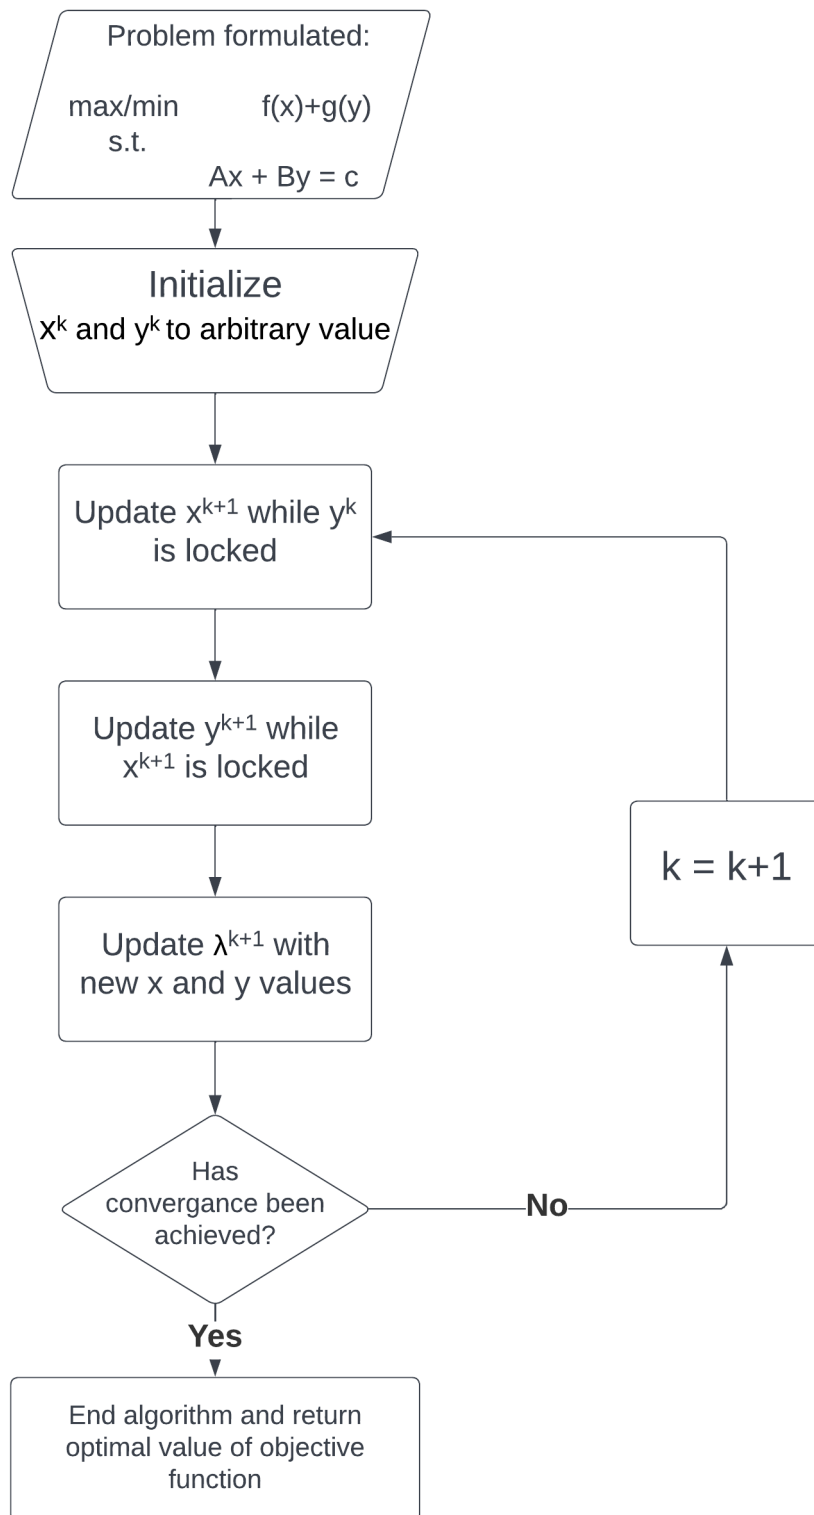 Problem formulated:
max/min f(x)+g(y)
s.t.
Ax + By = c
Initialize
xᵏ and yᵏ to arbitrary value
Update xᵏ⁺¹ while yᵏ
is locked
Update yᵏ⁺¹ while
xᵏ⁺¹ is locked
k = k+1
Update λᵏ⁺¹ with
new x and y values
Has
convergance been
achieved?
No
Yes
End algorithm and return
optimal value of objective
function